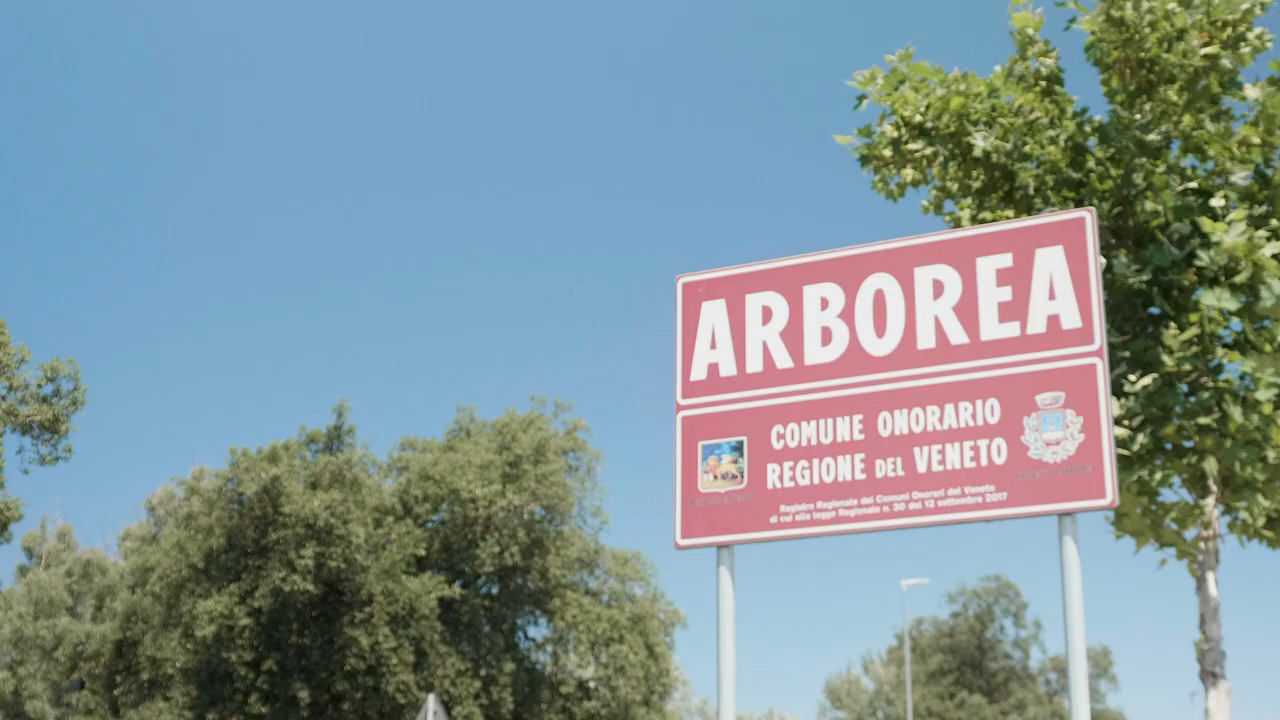 ARBOREA
COMUNE ONORARIO
REGIONE DEL VENETO
Registro Regionale dei Comuni Onorari del Veneto
di cui alla legge Regionale n. 30 del 12 settembre 2017